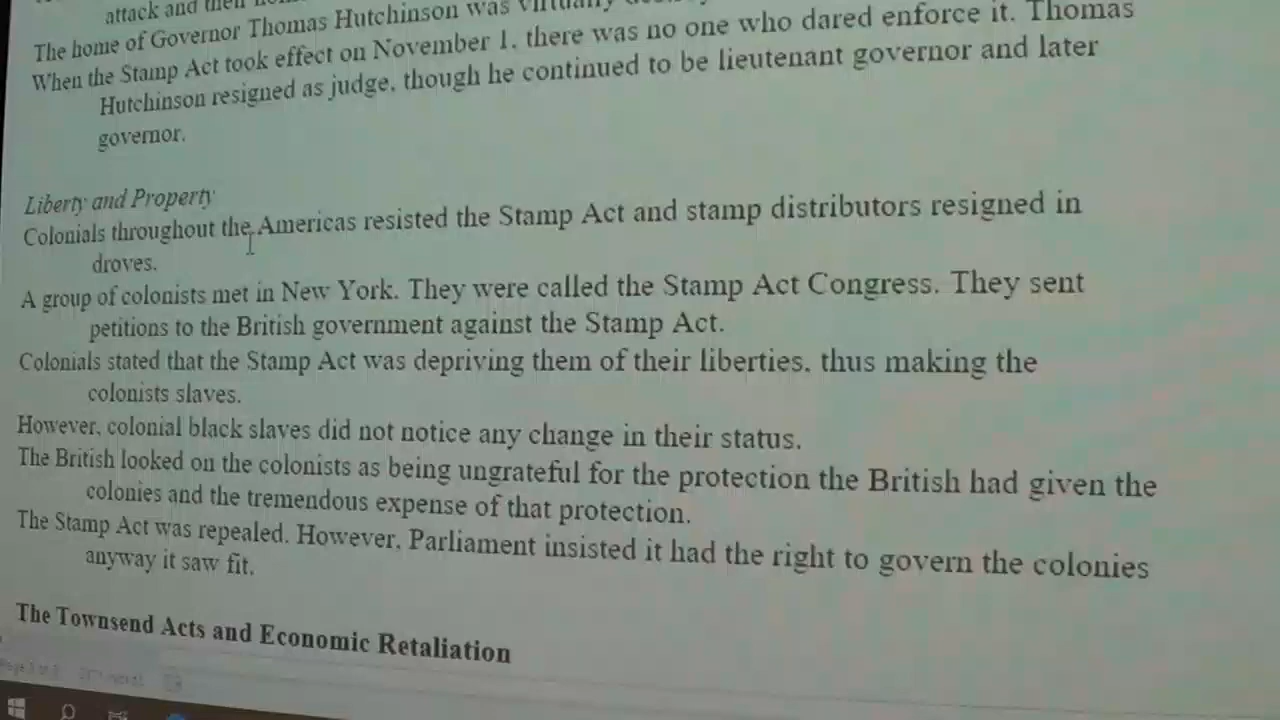 attack and then
The home of Governor Thomas Hutchinson was virtually
When the Stamp Act took effect on November 1, there was no one who dared enforce it. Thomas
Hutchinson resigned as judge, though he continued to be lieutenant governor and later
governor.
Liberty and Property
Colonials throughout the Americas resisted the Stamp Act and stamp distributors resigned in
droves.
A group of colonists met in New York. They were called the Stamp Act Congress. They sent
petitions to the British government against the Stamp Act.
Colonials stated that the Stamp Act was depriving them of their liberties, thus making the
colonists slaves.
However, colonial black slaves did not notice any change in their status.
The British looked on the colonists as being ungrateful for the protection the British had given the
colonies and the tremendous expense of that protection.
The Stamp Act was repealed. However, Parliament insisted it had the right to govern the colonies
anyway it saw fit.
The Townsend Acts and Economic Retaliation